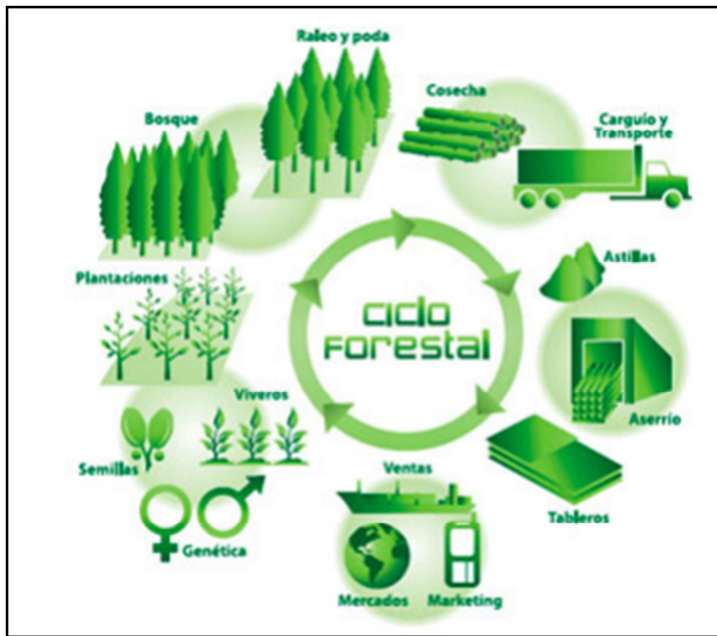 Raleo y poda
Cosecha
Bosque
Carguío y
Transporte
Plantaciones
Astillas
ciclo
Forestal
Viveros
Aserrío
Semillas
Ventas
Tableros
Genética
Mercados
Marketing